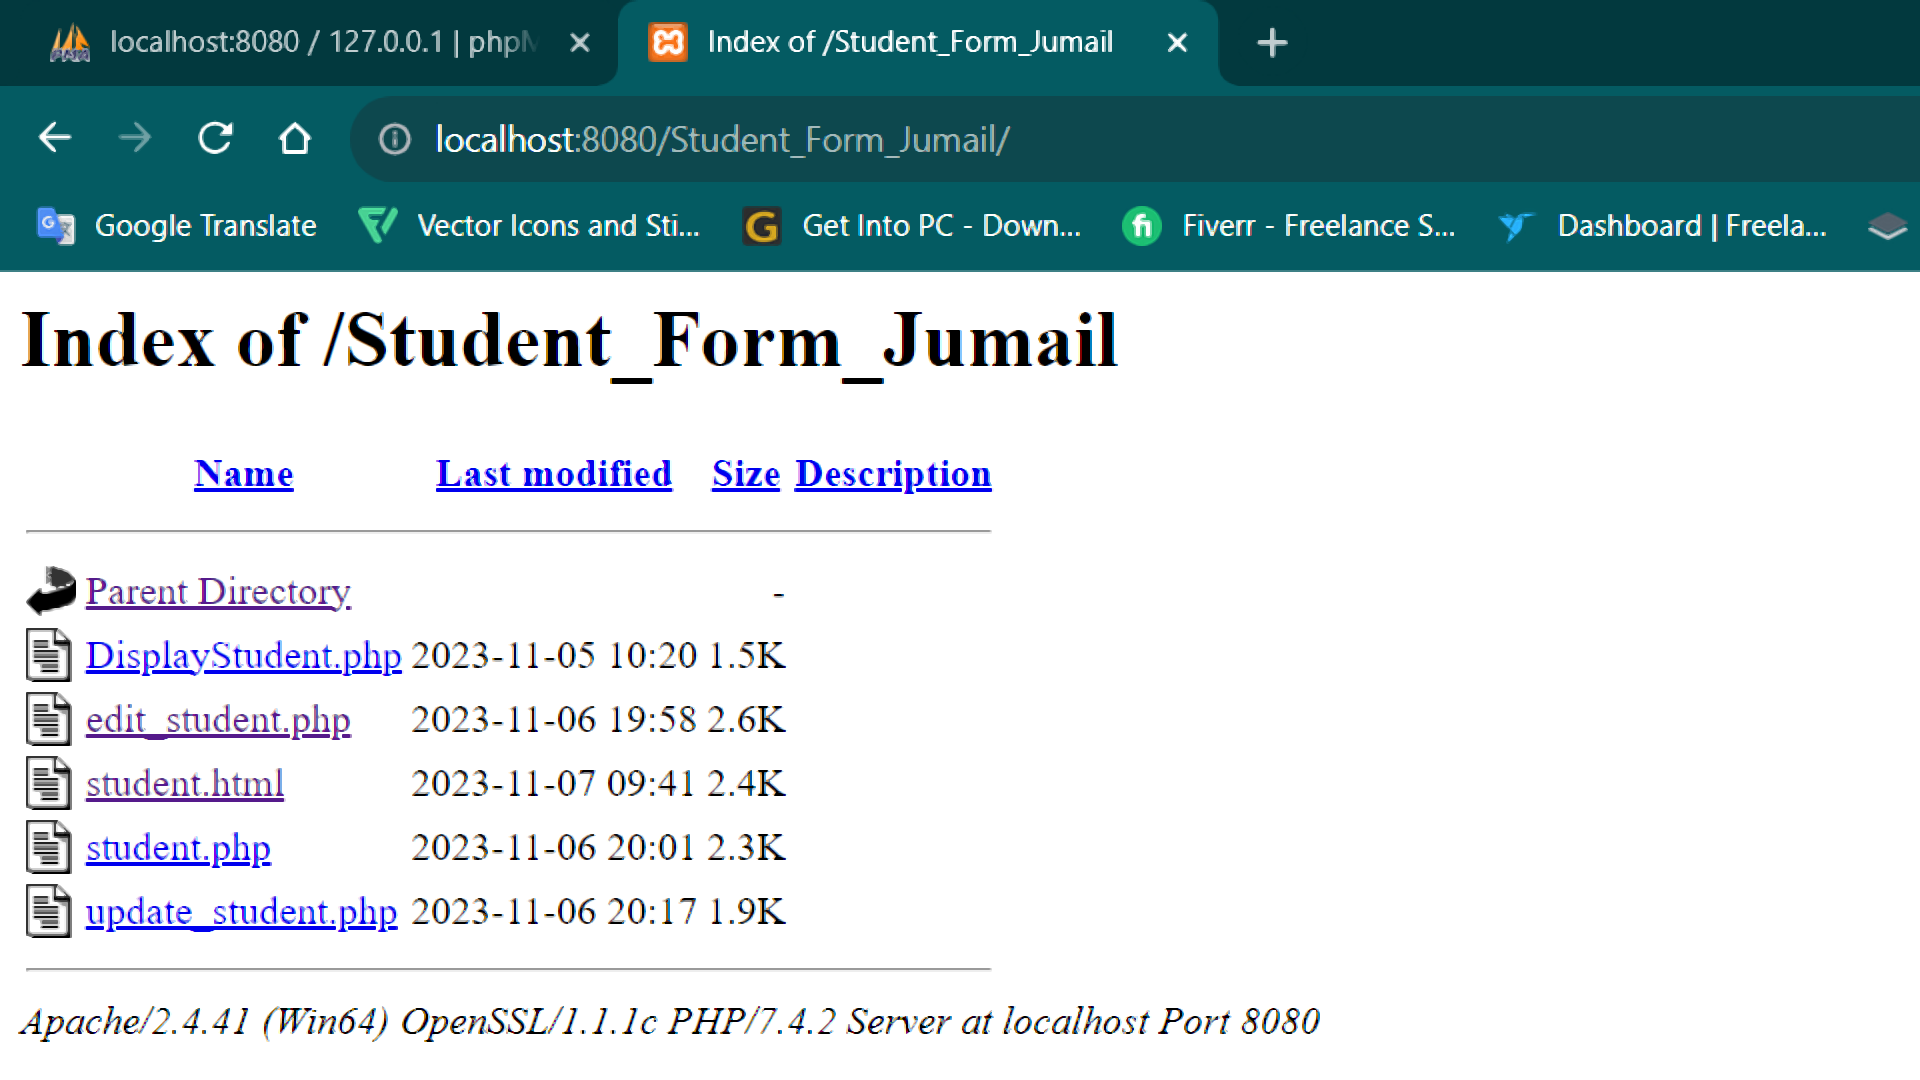 localhost:8080 / 127.0.0.1 | phpM
Index of /Student_Form_Jumail
localhost:8080/Student_Form_Jumail/
Google Translate
Vector Icons and Sti...
Get Into PC - Down...
Fiverr - Freelance S...
Dashboard | Freela...
Index of /Student_Form_Jumail
Name Last modified Size Description
Parent Directory -
DisplayStudent.php 2023-11-05 10:20 1.5K
edit_student.php 2023-11-06 19:58 2.6K
student.html 2023-11-07 09:41 2.4K
student.php 2023-11-06 20:01 2.3K
update_student.php 2023-11-06 20:17 1.9K
Apache/2.4.41 (Win64) OpenSSL/1.1.1c PHP/7.4.2 Server at localhost Port 8080